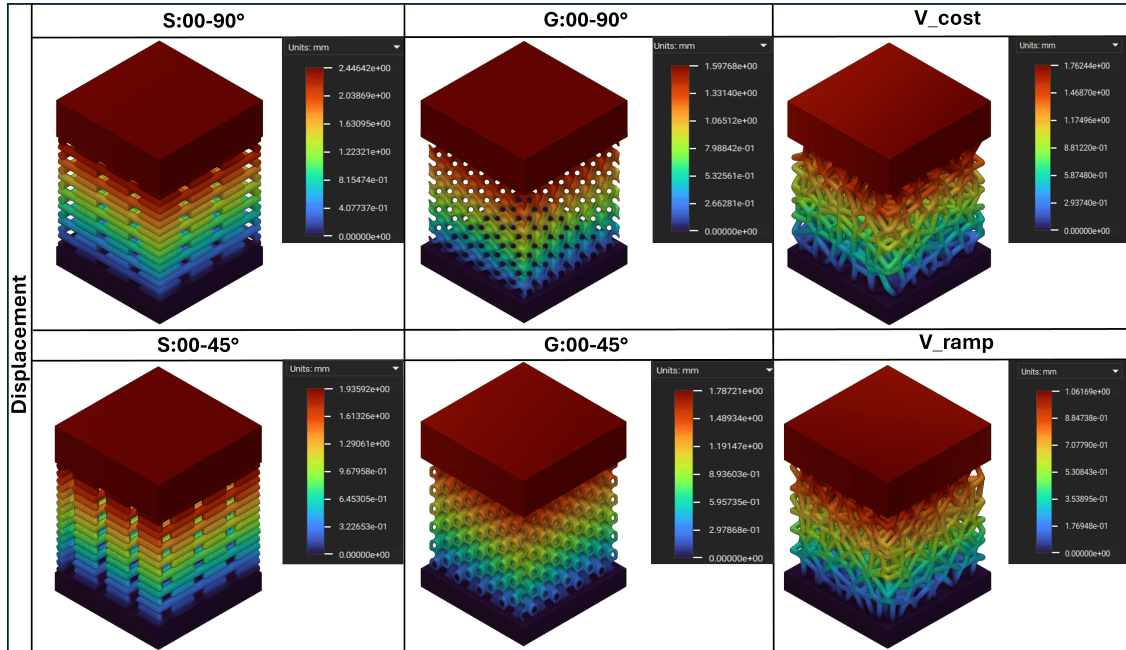 S:00-90°
G:00-90°
V_cost
Units: mm
2.44642e+00
2.03869e+00
1.63095e+00
1.22321e+00
8.15474e-01
4.07737e-01
0.00000e+00
Units: mm
1.59768e+00
1.33140e+00
1.06512e+00
7.98842e-01
5.32561e-01
2.66281e-01
0.00000e+00
Units: mm
1.76244e+00
1.46870e+00
1.17496e+00
8.81220e-01
5.87480e-01
2.93740e-01
0.00000e+00
Displacement
S:00-45°
G:00-45°
V_ramp
Units: mm
1.93592e+00
1.61326e+00
1.29061e+00
9.67958e-01
6.45305e-01
3.22653e-01
0.00000e+00
Units: mm
1.78721e+00
1.48934e+00
1.19147e+00
8.93603e-01
5.95735e-01
2.97868e-01
0.00000e+00
Units: mm
1.06169e+00
8.84738e-01
7.07790e-01
5.30843e-01
3.53895e-01
1.76948e-01
0.00000e+00